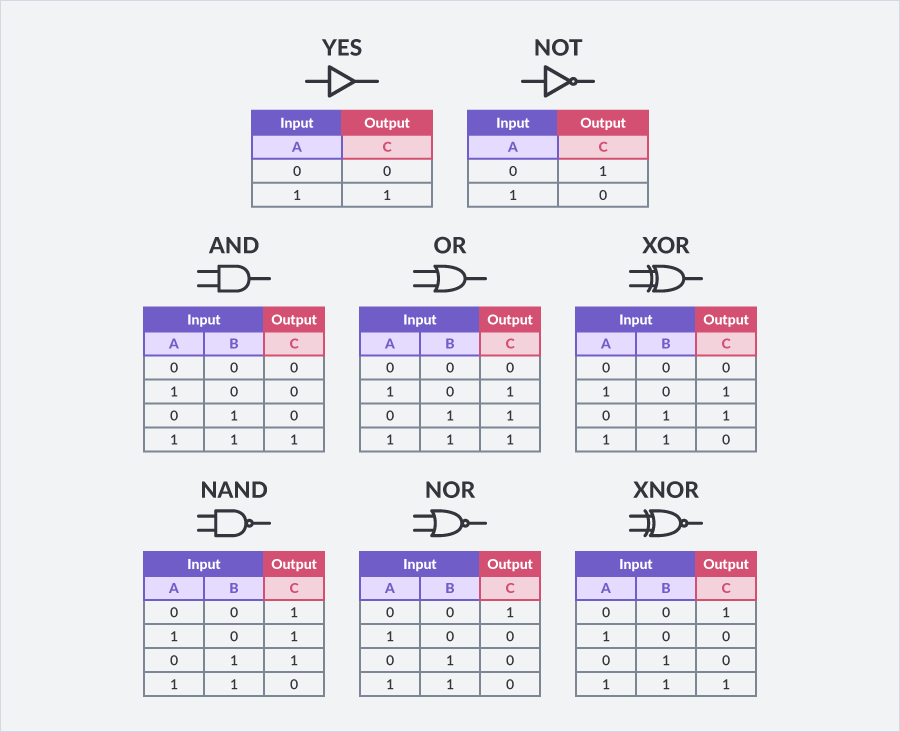 YES NOT
Input Output Input Output
A C A C
0 0 0 1
1 1 1 0
AND OR XOR
Input Output Input Output Input Output
A B C A B C A B C
0 0 0 0 0 0 0 0 0
1 0 0 1 0 1 1 0 1
0 1 0 0 1 1 0 1 1
1 1 1 1 1 1 1 1 0
NAND NOR XNOR
Input Output Input Output Input Output
A B C A B C A B C
0 0 1 0 0 1 0 0 1
1 0 1 1 0 0 1 0 0
0 1 1 0 1 0 0 1 0
1 1 0 1 1 0 1 1 1